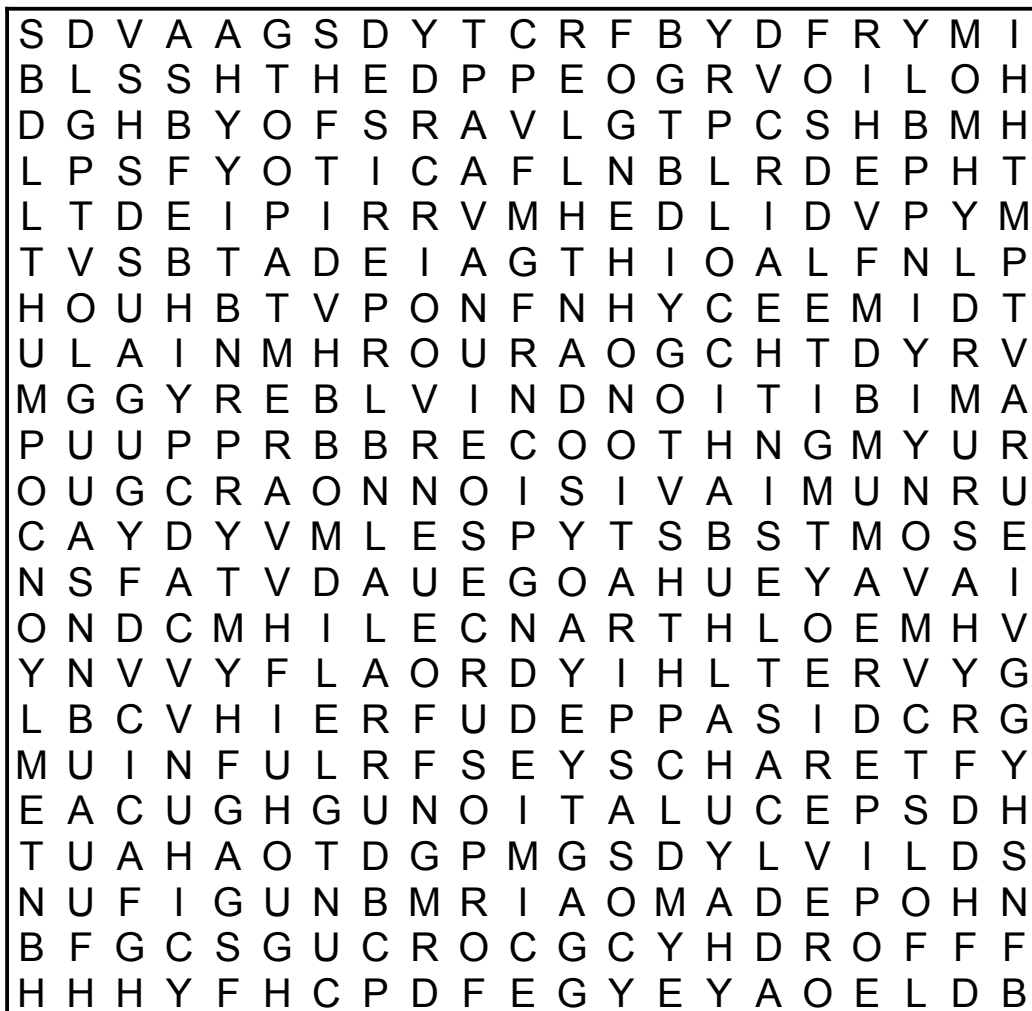 S D V A A G S D Y T C R F B Y D F R Y M I
B L S S H T H E D P P E O G R V O I L O H
D G H B Y O F S R A V L G T P C S H B M H
L P S F Y O T I C A F L N B L R D E P H T
L T D E I P I R R V M H E D L I D V P Y M
T V S B T A D E I A G T H I O A L F N L P
H O U H B T V P O N F N H Y C E E M I D T
U L A I N M H R O U R A O G C H T D Y R V
M G G Y R E B L V I N D N O I T I B I M A
P U U P P R B B R E C O O T H N G M Y U R
O U G C R A O N N O I S I V A I M U N R U
C A Y D Y V M L E S P Y T S B S T M O S E
N S F A T V D A U E G O A H U E Y A V A I
O N D C M H I L E C N A R T H L O E M H V
Y N V V Y F L A O R D Y I H L T E R V Y G
L B C V H I E R F U D E P P A S I D C R G
M U I N F U L R F S E Y S C H A R E T F Y
E A C U G H G U N O I T A L U C E P S D H
T U A H A O T D G P M G S D Y L V I L D S
N U F I G U N B M R I A O M A D E P O H N
B F G C S G U C R O C G C Y H D R O F F F
H H H Y F H C P D F E G Y E Y A O E L D B